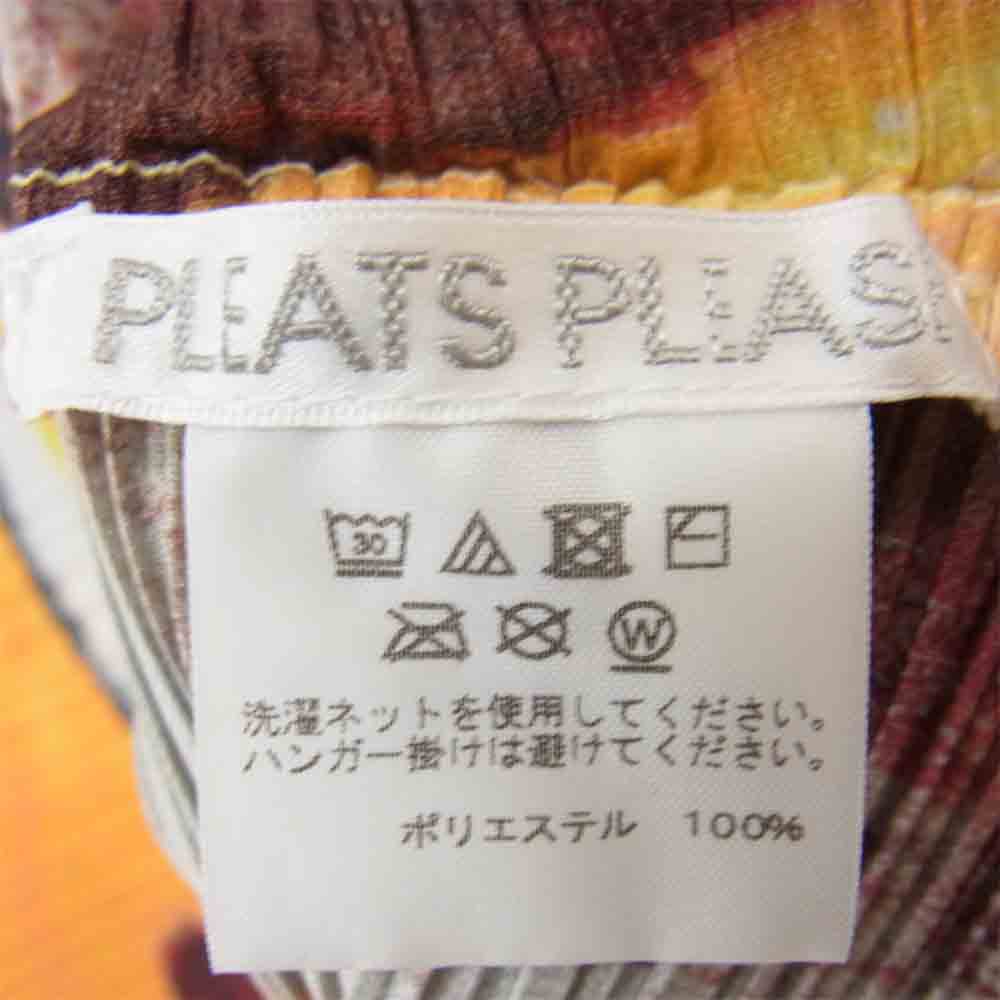 PLEATS PLEAS
30
W
洗濯ネットを使用してください。
ハンガー掛けは避けてください。
ポリエステル 100%